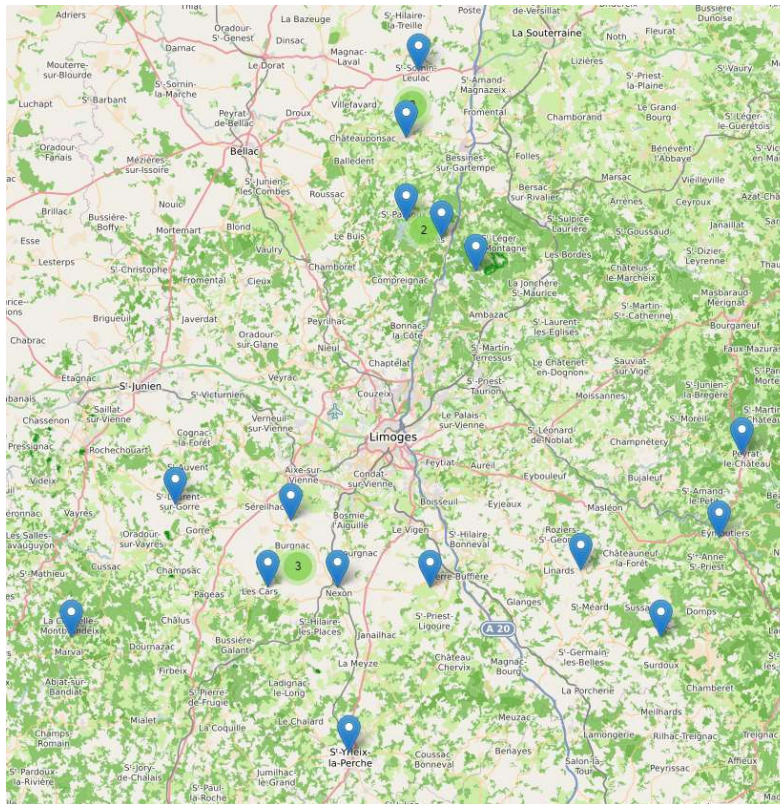 Thiat
Adriers
La Bazeuge
Sᵗ-Hilaire-
la-Treille
Poste
de-Versillat
Bussière-
Dunoise
Oradour-
Sᵗ-Genest
Dinsac
La Souterraine
Noth
Fleurat
Darnac
Magnac-
Laval
Mouterre-
sur-Blourde
Le Dorat
Sᵗ-Sornin-
Leulac
Lizières
Sᵗ-Vaury
Sᵗ-Sornin-
la-Marche
Sᵗ-Amand-
Magnazeix
Sᵗ-Priest-
la-Plaine
Luchapt
Sᵗ-Barbant
Villefavard
Droux
Peyrat-
de-Bellac
Fromental
Chamborand
Le Grand-
Bourg
Sᵗ-Léger-
le-Guérétois
Châteauponsac
Oradour-
Fanais
Bellac
Balledent
Bessines-
sur-Gartempe
Folles
Bénévent-
l'Abbaye
Mézières-
sur-Issoire
Sᵗ-Junien-
les-Combes
Roussac
Bersac-
sur-Rivalier
Marsac
Vieilleville
Arrènes
Ceyroux
Nouic
Brillac
Bussière-
Boffy
Mortemart
Blond
Le Buis
2
Sᵗ-Sulpice-
Laurière
Sᵗ-Goussaud
Janaillat
Esse
Vaulry
Les Bordes
Sᵗ-Dizier-
Leyrenne
Lesterps
Sᵗ-Christophe
Chamboret
Châtelus-
le-Marcheix
Fromental
Cieux
Compreignac
La Jonchère-
Sᵗ-Maurice
Masbaraud-
Mérignat
Brigueuil
Javerdat
Peyrilhac
Ambazac
Sᵗ-Martin-
Sᵗᵉ-Catherine
Bonnac-
la-Côte
Sᵗ-Laurent-
les-Églises
Bourganeuf
Chabrac
Oradour-
sur-Glane
Nieul
Sᵗ-Martin-
Terressus
Faux-Mazuras
Chaptelat
Le Châtenet-
en-Dognon
Sauviat-
sur-Vige
Etagnac
Sᵗ-Junien
Veyrac
Sᵗ-Priest-
Taurion
Sᵗ-Junien-
la-Bregère
Couzeix
Moissannes
Sᵗ-Victurnien
Chassenon
Saillat-
sur-Vienne
Verneuil-
sur-Vienne
Le Palais-
sur-Vienne
Sᵗ-Moreil
Sᵗ-Martin-
Château
Limoges
Sᵗ-Léonard-
de-Noblat
Pressignac
Cognac-
la-Forêt
Champnétery
Rochechouart
Feytiat
Aureil
Peyrat-
le-Château
Aixe-sur-
Vienne
Condat-
sur-Vienne
Eybouleuf
Bujaleuf
Videix
Sᵗ-Auvent
Sᵗ-Laurent-
sur-Gorre
Boisseuil
Eyjeaux
Sᵗ-Amand-
le-Petit
Vayrès
Séreilhac
Bosmie-
l'Aiguille
Masléon
Gorre
Le Vigen
Oradour-
sur-Vayres
Sᵗ-Hilaire-
Bonneval
Roziers-
Sᵗ-Georges
Eymoutiers
Burgnac
Châteauneuf-
la-Forêt
Sᵗᵉ-Anne-
Sᵗ-Priest
Sᵗ-Mathieu
Cussac
Champsac
3
Linards
Pageas
Les Cars
Nexon
Glanges
Sᵗ-Méard
Domps
Châlus
Sᵗ-Hilaire-
les-Places
Sᵗ-Priest-
Ligoure
Marval
Dournazac
Bussière-
Galant
Janailhac
A 20
Sᵗ-Germain-
les-Belles
Surdoux
Firbeix
La Meyze
Château-
Chervix
Magnac-
Bourg
Abjat-sur-
Bandiat
Sᵗ-Pierre-
de-Frugie
Ladignac-
le-Long
La Porcherie
Chamberet
Mialet
La Coquille
Le Chalard
Meuzac
Meilhards
Champs-
Romain
Sᵗ-Yrieix-
la-Perche
Lamongerie
Rilhac-Treignac
Treignac
Coussac-
Bonneval
Benayes
Sᵗ-Pardoux-
la-Rivière
Sᵗ-Jory-
de-Chalais
Jumilhac-
le-Grand
Salon-la-
Tour
Peyrissac
Affieux
Sᵗ-Paul-
la-Roche